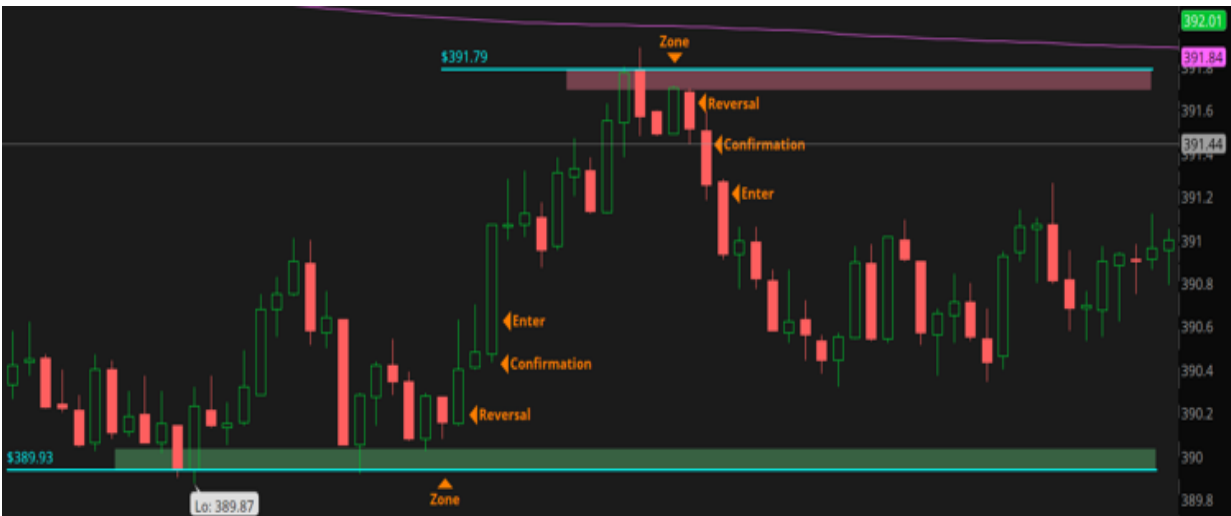 392.01
Zone
$391.79
391.84
391.8
Reversal
391.6
Confirmation
391.44
391.4
Enter
391.2
391
390.8
Enter
390.6
Confirmation
390.4
Reversal
390.2
$389.93
390
Lo: 389.87
Zone
389.8